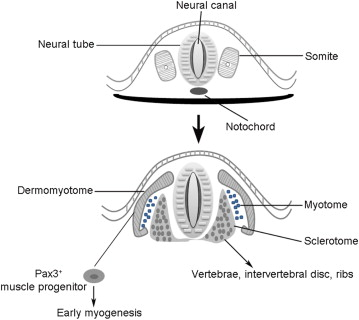 Neural canal
Neural tube
Somite
Notochord
Dermomyotome
Myotome
Sclerotome
Pax3⁺
muscle progenitor
Vertebrae, intervertebral disc, ribs
Early myogenesis